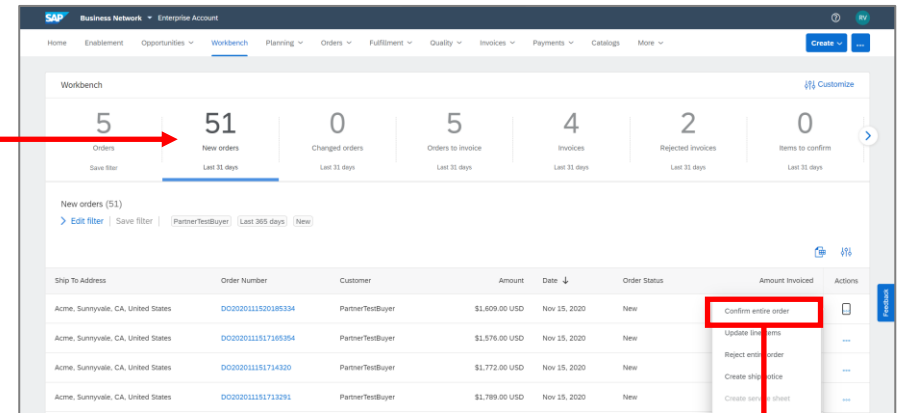 SAP Business Network Enterprise Account ? RV
Home Enablement Opportunities Workbench Planning Orders Fulfillment Quality Invoices Payments Catalogs More Create ...
Workbench Customize
5 51 0 5 4 2 0
Orders New orders Changed orders Orders to invoice Invoices Rejected invoices Items to confirm
Save filter Last 31 days Last 31 days Last 31 days Last 31 days Last 31 days Last 31 days
New orders (51)
Edit filter | Save filter | PartnerTestBuyer Last 365 days New
Ship To Address Order Number Customer Amount Date ↓ Order Status Amount Invoiced Actions
Feedback
Acme, Sunnyvale, CA, United States DO2020111520185334 PartnerTestBuyer $1,609.00 USD Nov 15, 2020 New Confirm entire order ...
Acme, Sunnyvale, CA, United States DO2020111517165354 PartnerTestBuyer $1,576.00 USD Nov 15, 2020 New Update line items ...
Reject entire order
Acme, Sunnyvale, CA, United States DO202011151714320 PartnerTestBuyer $1,772.00 USD Nov 15, 2020 New Create ship notice ...
Acme, Sunnyvale, CA, United States DO202011151713291 PartnerTestBuyer $1,789.00 USD Nov 15, 2020 New Create service sheet ...